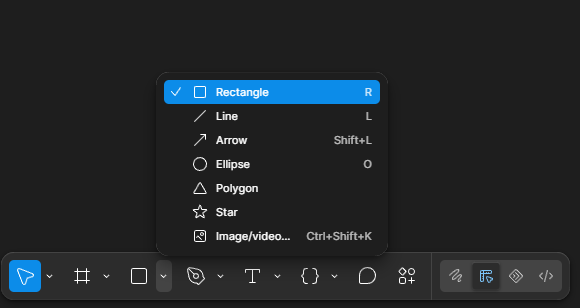 Rectangle R
Line L
Arrow Shift+L
Ellipse O
Polygon
Star
Image/video... Ctrl+Shift+K